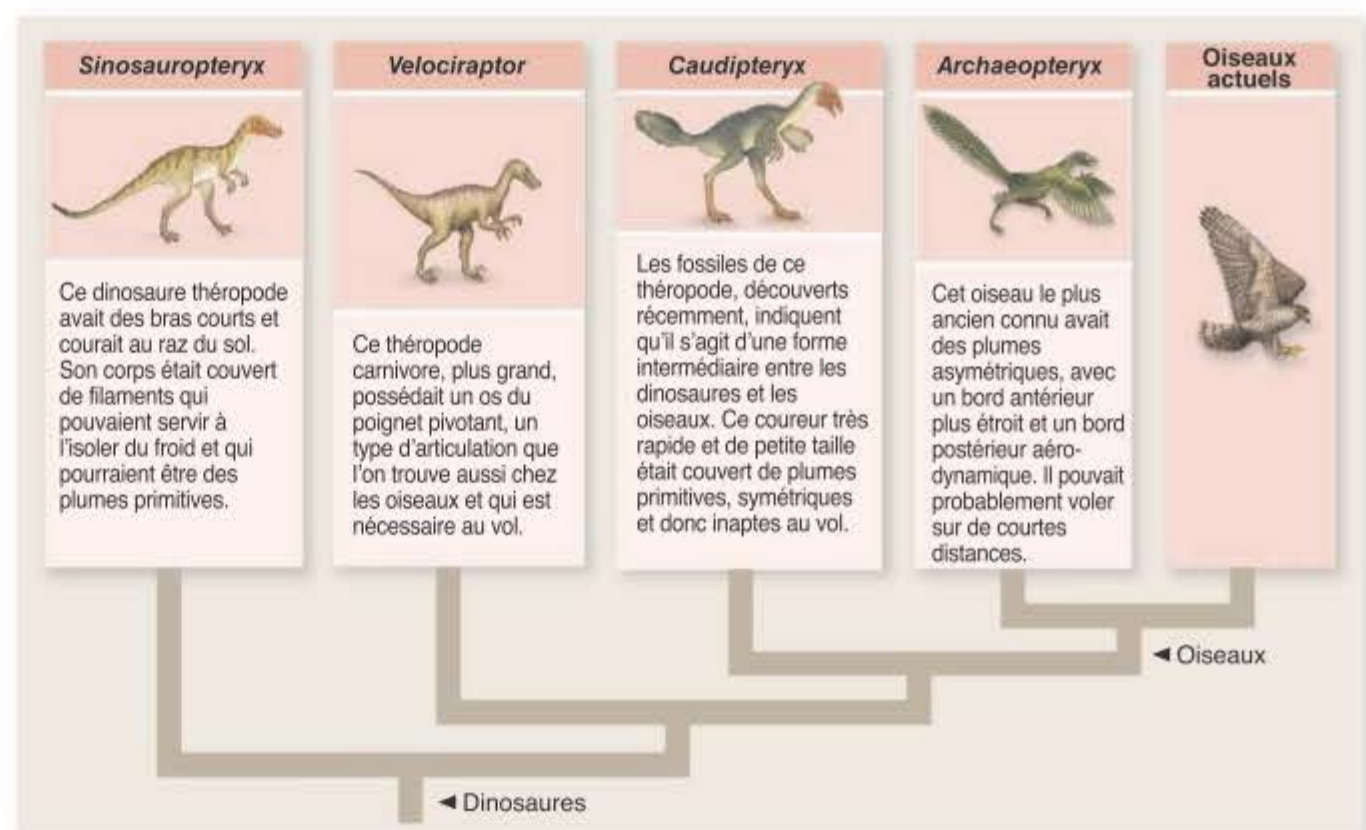 Sinosauropteryx
Ce dinosaure théropode
avait des bras courts et
courait au raz du sol.
Son corps était couvert
de filaments qui
pouvaient servir à
l'isoler du froid et qui
pourraient être des
plumes primitives.
Velociraptor
Ce théropode
carnivore, plus grand,
possédait un os du
poignet pivotant, un
type d'articulation que
l'on trouve aussi chez
les oiseaux et qui est
nécessaire au vol.
Caudipteryx
Les fossiles de ce
théropode, découverts
récemment, indiquent
qu'il s'agit d'une forme
intermédiaire entre les
dinosaures et les
oiseaux. Ce coureur très
rapide et de petite taille
était couvert de plumes
primitives, symétriques
et donc inaptes au vol.
Archaeopteryx
Cet oiseau le plus
ancien connu avait
des plumes
asymétriques, avec
un bord antérieur
plus étroit et un bord
postérieur aéro-
dynamique. Il pouvait
probablement voler
sur de courtes
distances.
Oiseaux
actuels
◄ Oiseaux
◄ Dinosaures